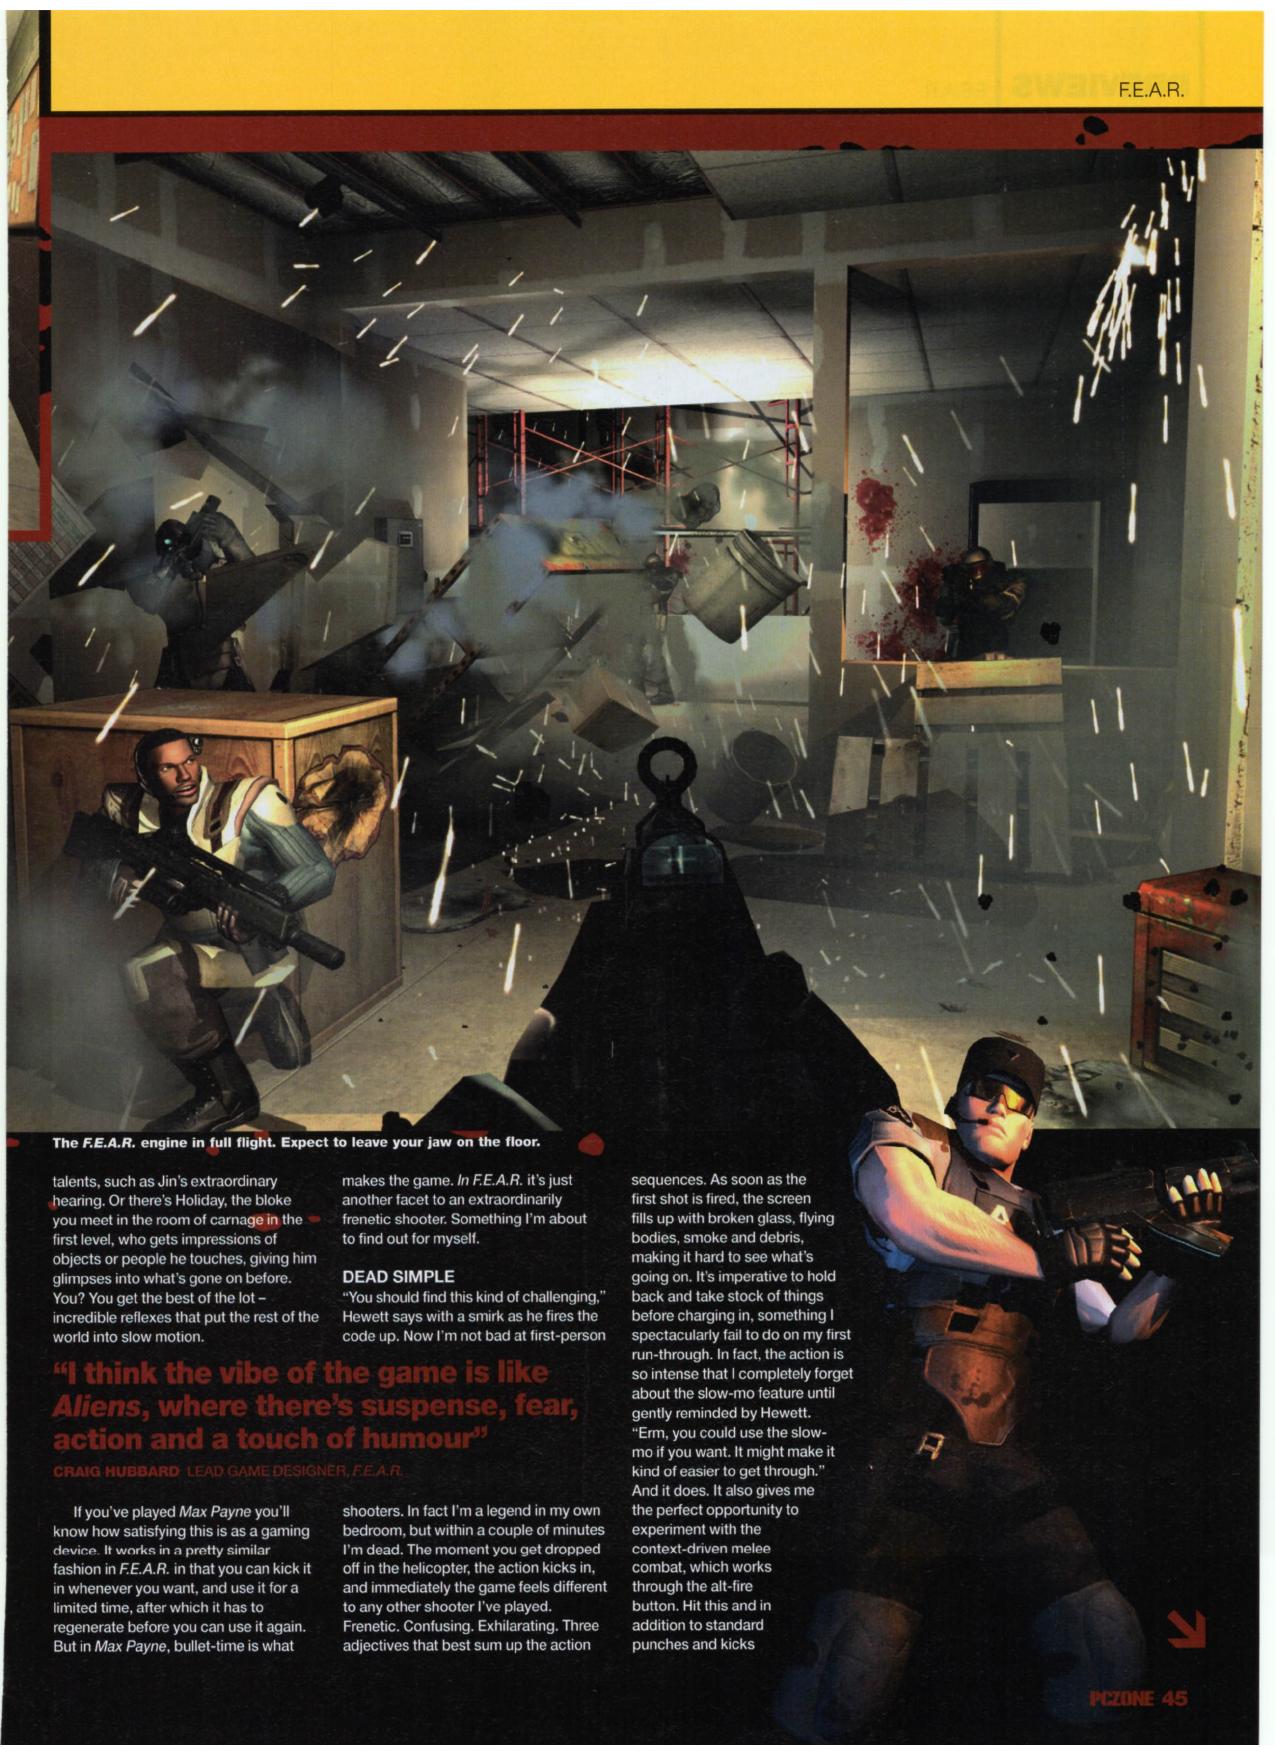 F.E.A.R.
The F.E.A.R. engine in full flight. Expect to leave your jaw on the floor.
talents, such as Jin's extraordinary
hearing. Or there's Holiday, the bloke
you meet in the room of carnage in the
first level, who gets impressions of
objects or people he touches, giving him
glimpses into what's gone on before.
You? You get the best of the lot –
incredible reflexes that put the rest of the
world into slow motion.
"I think the vibe of the game is like
Aliens, where there's suspense, fear,
action and a touch of humour"
CRAIG HUBBARD LEAD GAME DESIGNER, F.E.A.R.
If you've played Max Payne you'll
know how satisfying this is as a gaming
device. It works in a pretty similar
fashion in F.E.A.R. in that you can kick it
in whenever you want, and use it for a
limited time, after which it has to
regenerate before you can use it again.
But in Max Payne, bullet-time is what
makes the game. In F.E.A.R. it's just
another facet to an extraordinarily
frenetic shooter. Something I'm about
to find out for myself.
DEAD SIMPLE
"You should find this kind of challenging,"
Hewett says with a smirk as he fires the
code up. Now I'm not bad at first-person
shooters. In fact I'm a legend in my own
bedroom, but within a couple of minutes
I'm dead. The moment you get dropped
off in the helicopter, the action kicks in,
and immediately the game feels different
to any other shooter I've played.
Frenetic. Confusing. Exhilarating. Three
adjectives that best sum up the action
sequences. As soon as the
first shot is fired, the screen
fills up with broken glass, flying
bodies, smoke and debris,
making it hard to see what's
going on. It's imperative to hold
back and take stock of things
before charging in, something I
spectacularly fail to do on my first
run-through. In fact, the action is
so intense that I completely forget
about the slow-mo feature until
gently reminded by Hewett.
"Erm, you could use the slow-
mo if you want. It might make it
kind of easier to get through."
And it does. It also gives me
the perfect opportunity to
experiment with the
context-driven melee
combat, which works
through the alt-fire
button. Hit this and in
addition to standard
punches and kicks
PCZONE 45